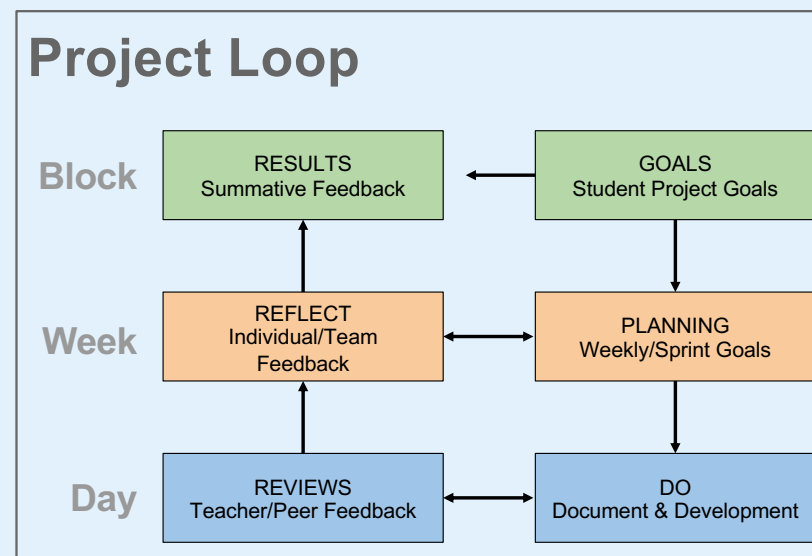 Project Loop
Block
RESULTS
Summative Feedback
GOALS
Student Project Goals
Week
REFLECT
Individual/Team
Feedback
PLANNING
Weekly/Sprint Goals
Day
REVIEWS
Teacher/Peer Feedback
DO
Document & Development